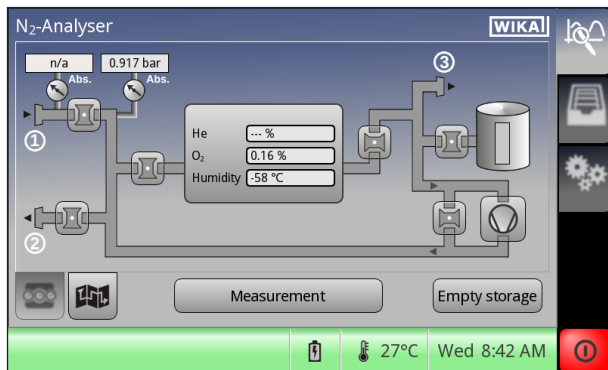 N₂-Analyser
WIKA
n/a
0.917 bar
Abs.
Abs.
①
②
③
He --- %
O₂ 0.16 %
Humidity -58 °C
Measurement
Empty storage
27°C
Wed 8:42 AM